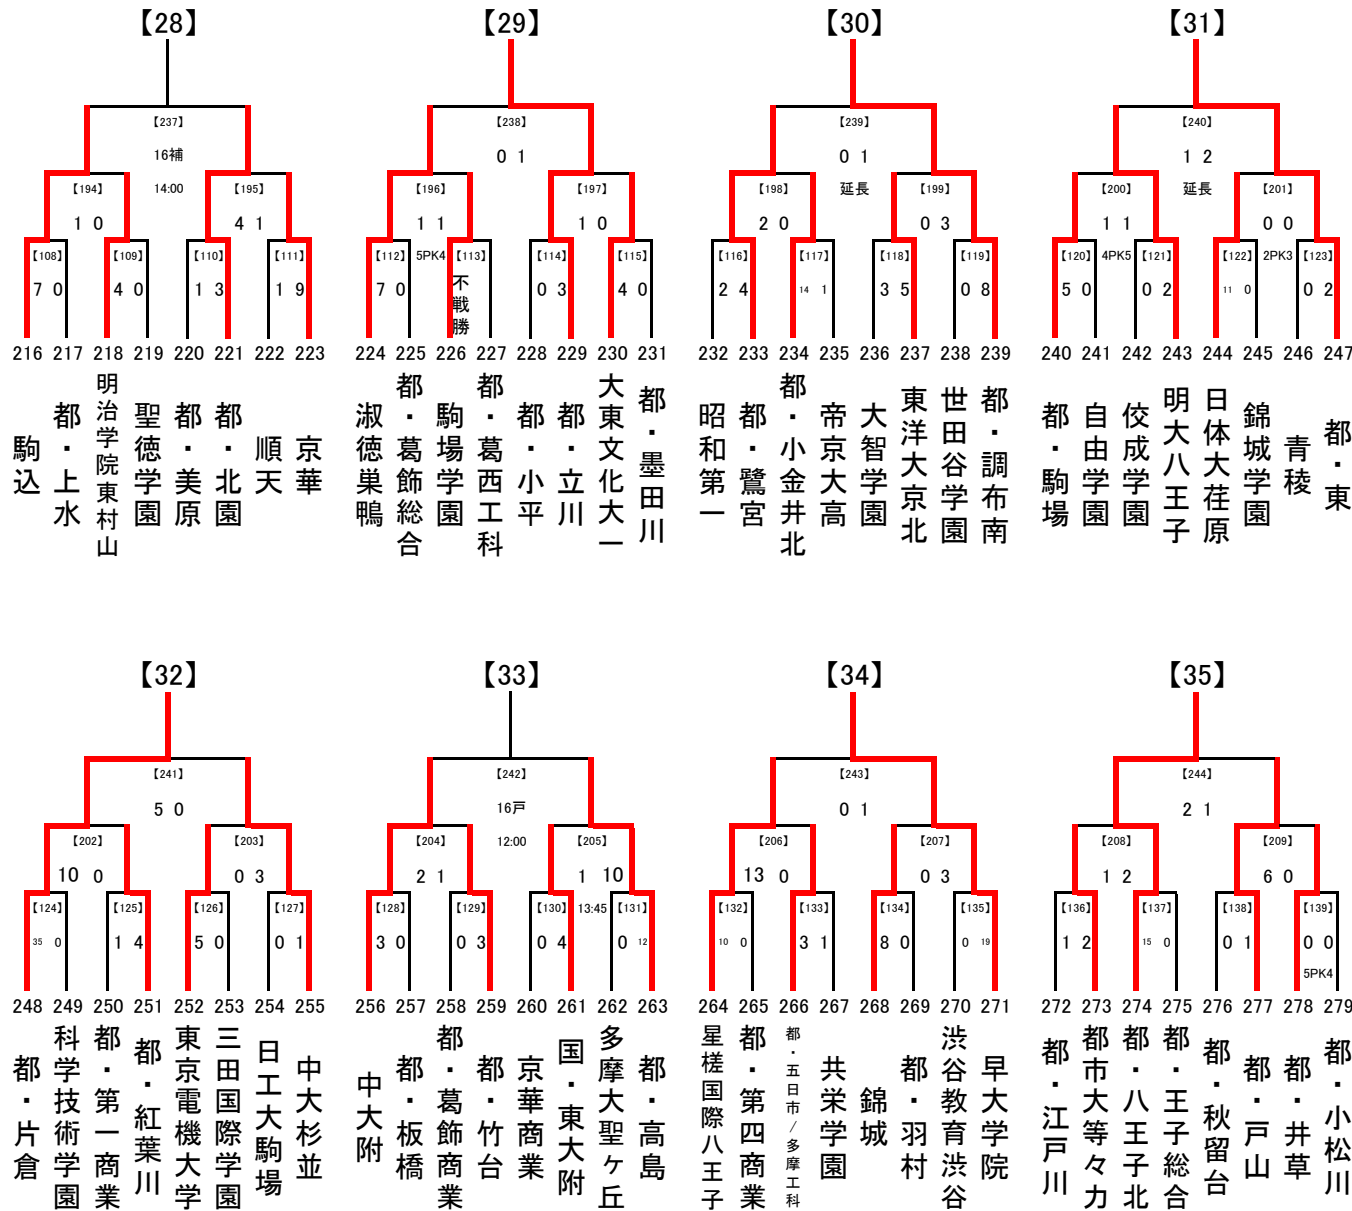 【28】 【29】 【30】 【31】
【237】 【238】 【239】 【240】
16補 0 1 0 1 1 2
14:00 延長 延長
【194】 【195】 【196】 【197】 【198】 【199】 【200】 【201】
1 0 4 1 1 1 1 0 2 0 0 3 1 1 0 0
5PK4 4PK5 2PK3
【108】 【109】 【110】 【111】 【112】 【113】 【114】 【115】 【116】 【117】 【118】 【119】 【120】 【121】 【122】 【123】
7 0 4 0 1 3 1 9 7 0 不戦勝 0 3 4 0 2 4 14 1 3 5 0 8 5 0 0 2 11 0 0 2
216 217 218 219 220 221 222 223 224 225 226 227 228 229 230 231 232 233 234 235 236 237 238 239 240 241 242 243 244 245 246 247
駒込
都・上水
明治学院東村山
聖徳学園
都・美原
都・北園
順天
京華
淑徳巣鴨
都・葛飾総合
駒場学園
都・葛西工科
都・小平
都・立川
大東文化大一
都・墨田川
昭和第一
都・鷺宮
都・小金井北
帝京大高
大智学園
東洋大京北
世田谷学園
都・調布南
都・駒場
自由学園
佼成学園
明大八王子
日体大荏原
錦城学園
青稜
都・東
【32】 【33】 【34】 【35】
【241】 【242】 【243】 【244】
5 0 16戸 0 1 2 1
12:00
【202】 【203】 【204】 【205】 【206】 【207】 【208】 【209】
10 0 0 3 2 1 1 10 13 0 0 3 1 2 6 0
13:45
【124】 【125】 【126】 【127】 【128】 【129】 【130】 【131】 【132】 【133】 【134】 【135】 【136】 【137】 【138】 【139】
35 0 1 4 5 0 0 1 3 0 0 3 0 4 0 12 10 0 3 1 8 0 0 19 1 2 15 0 0 1 0 0
5PK4
248 249 250 251 252 253 254 255 256 257 258 259 260 261 262 263 264 265 266 267 268 269 270 271 272 273 274 275 276 277 278 279
都・片倉
科学技術学園
都・第一商業
都・紅葉川
東京電機大学
三田国際学園
日工大駒場
中大杉並
中大附
都・板橋
都・葛飾商業
都・竹台
京華商業
国・東大附
多摩大聖ヶ丘
都・高島
星槎国際八王子
都・第四商業
都・五日市/多摩工科
共栄学園
錦城
都・羽村
渋谷教育渋谷
早大学院
都・江戸川
都市大等々力
都・八王子北
都・王子総合
都・秋留台
都・戸山
都・井草
都・小松川